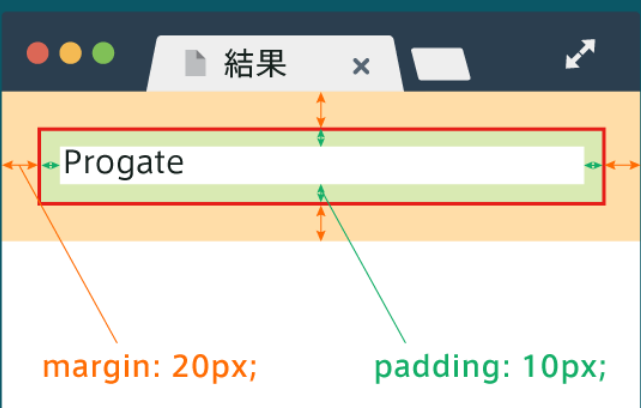 結果
Progate
margin: 20px;
padding: 10px;